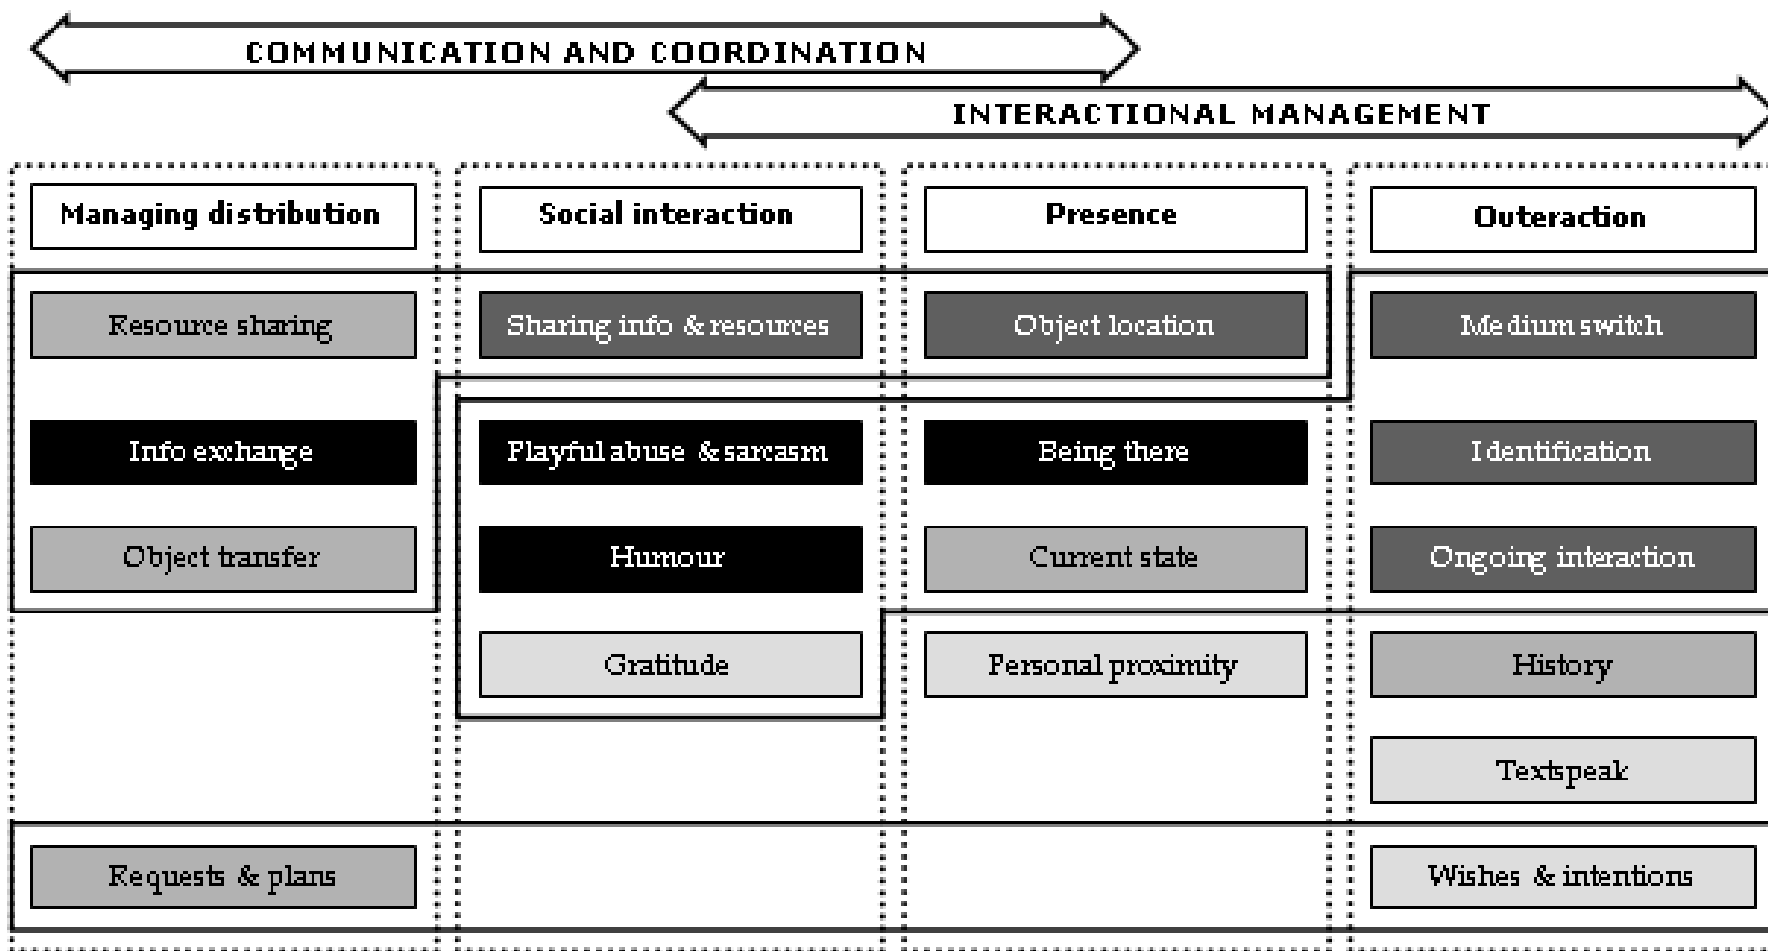 COMMUNICATION AND COORDINATION
INTERACTIONAL MANAGEMENT
Managing distribution
Social interaction
Presence
Outeraction
Resource sharing
Sharing info & resources
Object location
Medium switch
Info exchange
Playful abuse & sarcasm
Being there
Identification
Object transfer
Humour
Current state
Ongoing interaction
Gratitude
Personal proximity
History
Textspeak
Requests & plans
Wishes & intentions